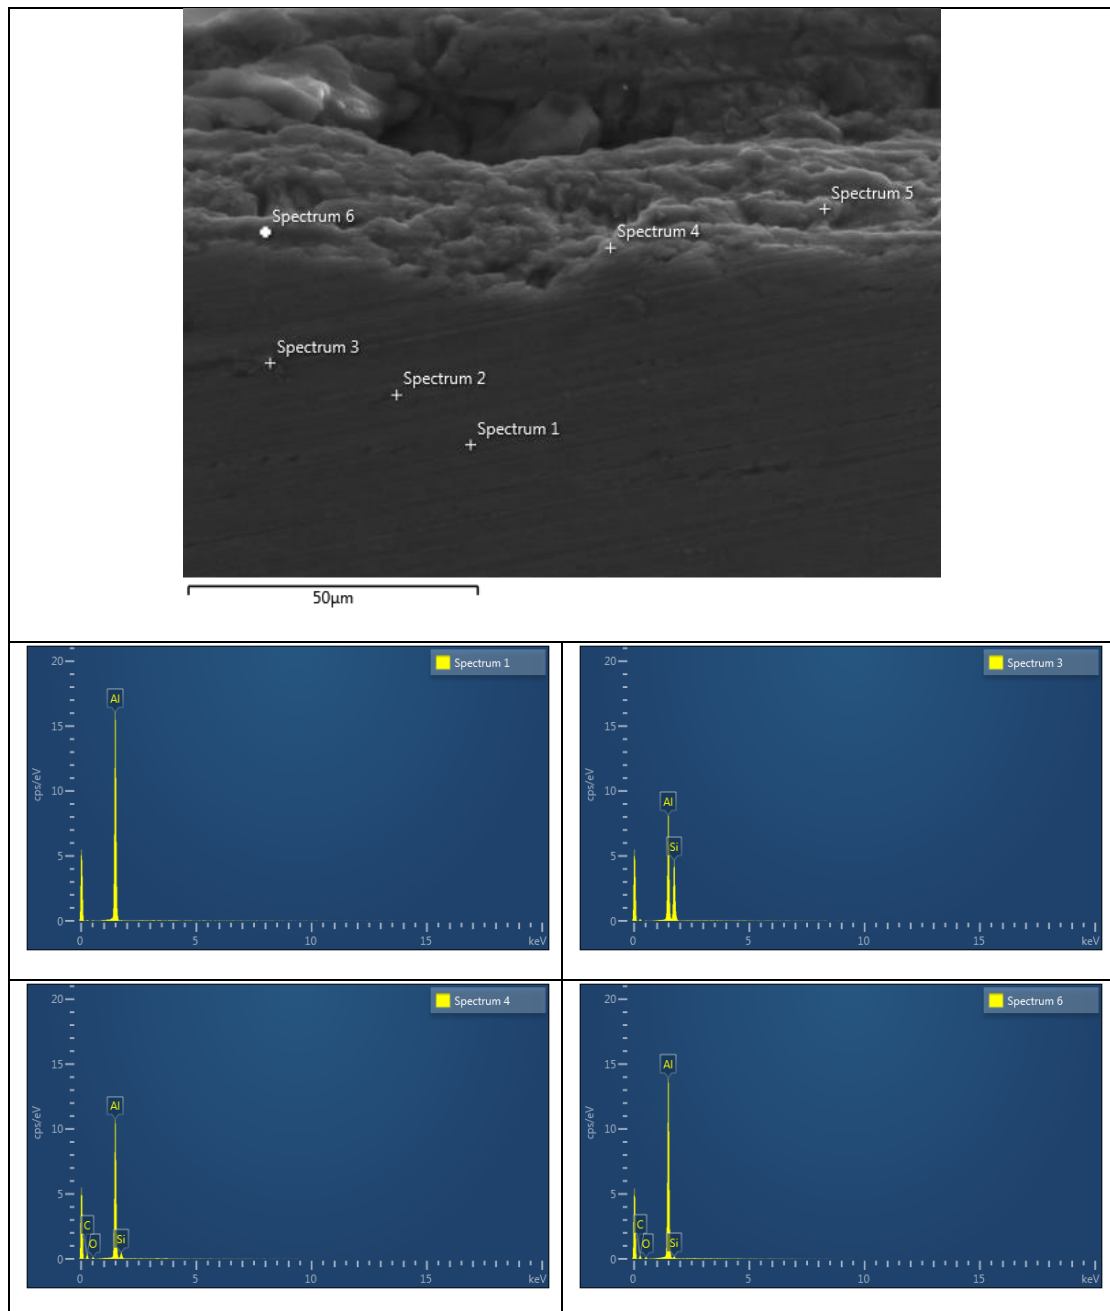 Spectrum 5
Spectrum 6
Spectrum 4
Spectrum 3
Spectrum 2
Spectrum 1
50µm
Spectrum 1
20
15
10
5
0
cps/eV
Al
0
5
10
15
keV
Spectrum 3
20
15
10
5
0
cps/eV
Al
Si
0
5
10
15
keV
Spectrum 4
20
15
10
5
0
cps/eV
Al
C
O
Si
0
5
10
15
keV
Spectrum 6
20
15
10
5
0
cps/eV
Al
C
O
Si
0
5
10
15
keV